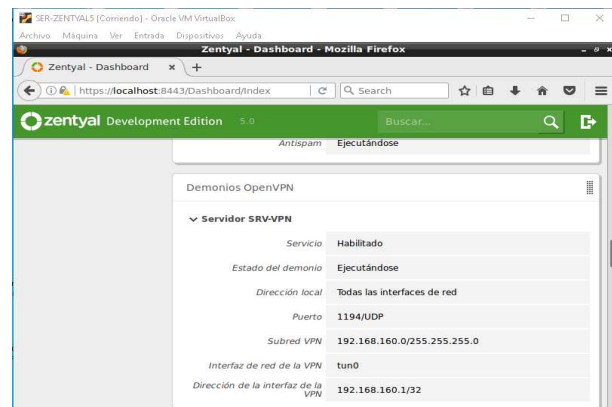 SER-ZENTYAL5 [Corriendo] - Oracle VM VirtualBox
Archivo Máquina Ver Entrada Dispositivos Ayuda
Zentyal - Dashboard - Mozilla Firefox
Zentyal - Dashboard
https://localhost:8443/Dashboard/Index Search
zentyal Development Edition 5.0 Buscar...
Antispam Ejecutándose
Demonios OpenVPN
Servidor SRV-VPN
Servicio Habilitado
Estado del demonio Ejecutándose
Dirección local Todas las interfaces de red
Puerto 1194/UDP
Subred VPN 192.168.160.0/255.255.255.0
Interfaz de red de la VPN tun0
Dirección de la interfaz de la
VPN 192.168.160.1/32